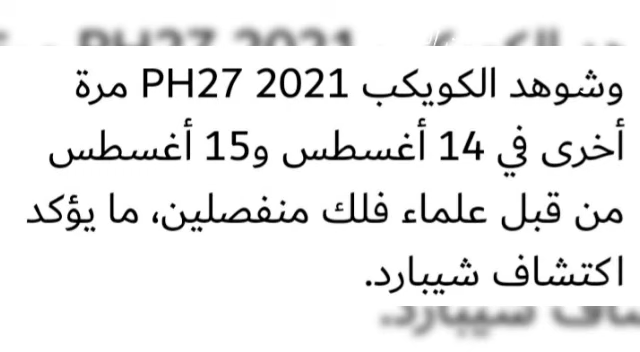 وشوهد الكويكب 2021 PH27 مرة
أخرى في 14 أغسطس و15 أغسطس
من قبل علماء فلك منفصلين، ما يؤكد
اكتشاف شيبارد.